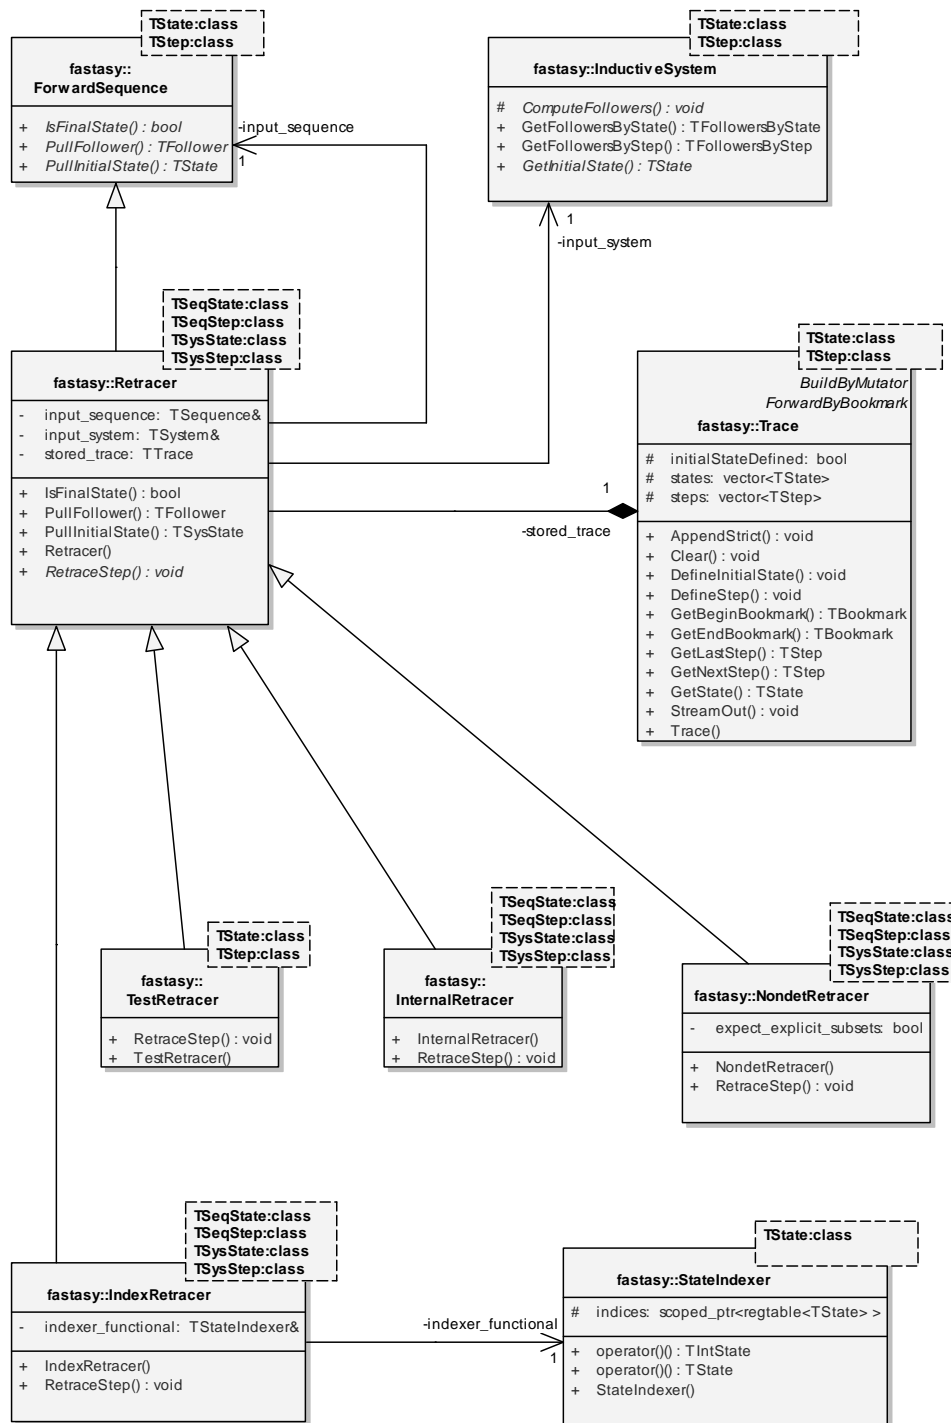 TState:class
TStep:class
fastasy::
ForwardSequence
+ IsFinalState() : bool
+ PullFollower() : TFollower
+ PullInitialState() : TState
-input_sequence
1
TState:class
TStep:class
fastasy::InductiveSystem
# ComputeFollowers() : void
+ GetFollowersByState() : TFollowersByState
+ GetFollowersByStep() : TFollowersByStep
+ GetInitialState() : TState
1
-input_system
TSeqState:class
TSeqStep:class
TSysState:class
TSysStep:class
fastasy::Retracer
- input_sequence: TSequence&
- input_system: TSystem&
- stored_trace: TTrace
+ IsFinalState() : bool
+ PullFollower() : TFollower
+ PullInitialState() : TSysState
+ Retracer()
+ RetraceStep() : void
1
-stored_trace
TState:class
TStep:class
BuildByMutator
ForwardByBookmark
fastasy::Trace
# initialStateDefined: bool
# states: vector<TState>
# steps: vector<TStep>
+ AppendStrict() : void
+ Clear() : void
+ DefineInitialState() : void
+ DefineStep() : void
+ GetBeginBookmark() : TBookmark
+ GetEndBookmark() : TBookmark
+ GetLastStep() : TStep
+ GetNextStep() : TStep
+ GetState() : TState
+ StreamOut() : void
+ Trace()
TState:class
TStep:class
fastasy::
TestRetracer
+ RetraceStep() : void
+ TestRetracer()
TSeqState:class
TSeqStep:class
TSysState:class
TSysStep:class
fastasy::
InternalRetracer
+ InternalRetracer()
+ RetraceStep() : void
TSeqState:class
TSeqStep:class
TSysState:class
TSysStep:class
fastasy::NondetRetracer
- expect_explicit_subsets: bool
+ NondetRetracer()
+ RetraceStep() : void
TSeqState:class
TSeqStep:class
TSysState:class
TSysStep:class
fastasy::IndexRetracer
- indexer_functional: TStateIndexer&
+ IndexRetracer()
+ RetraceStep() : void
-indexer_functional
1
TState:class
fastasy::StateIndexer
# indices: scoped_ptr<regtable<TState> >
+ operator()() : TIntState
+ operator()() : TState
+ StateIndexer()